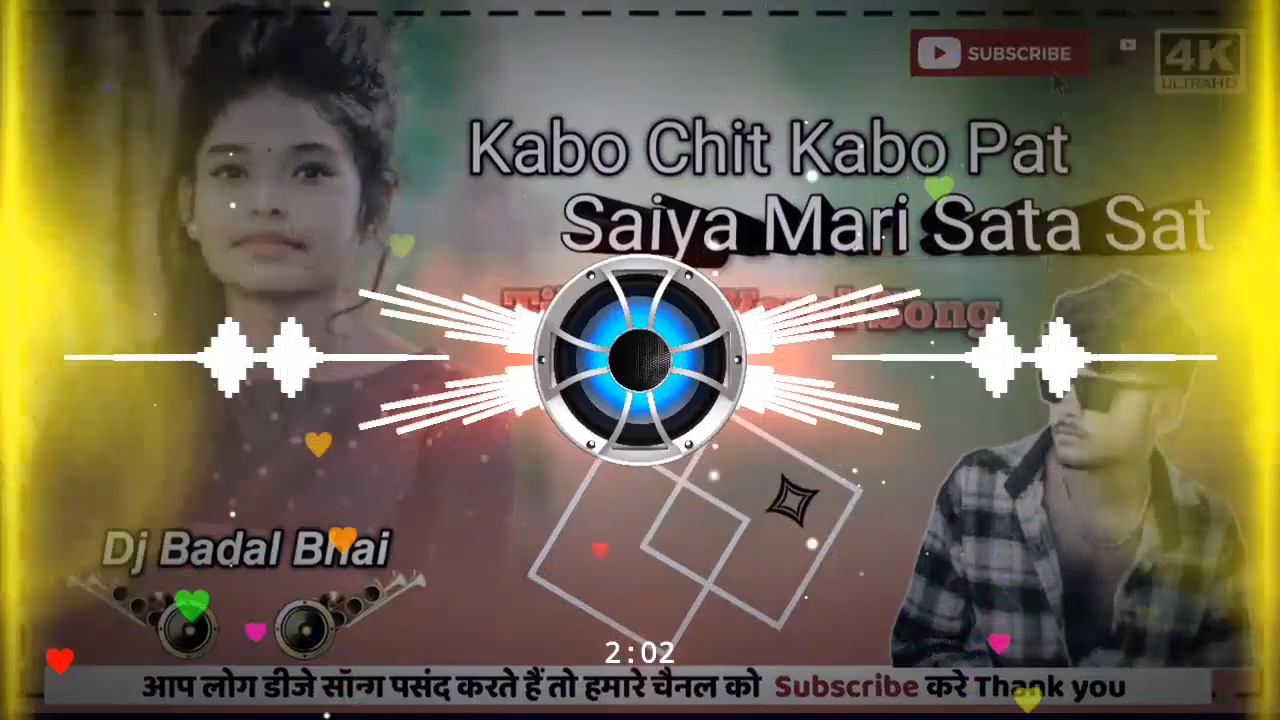 SUBSCRIBE
4K
ULTRAHD
Kabo Chit Kabo Pat
Saiya Mari Sata Sat
Song
Dj Badal Bhai
2:02
आप लोग डीजे सॉन्ग पसंद करते हैं तो हमारे चैनल को Subscribe करे Thank you